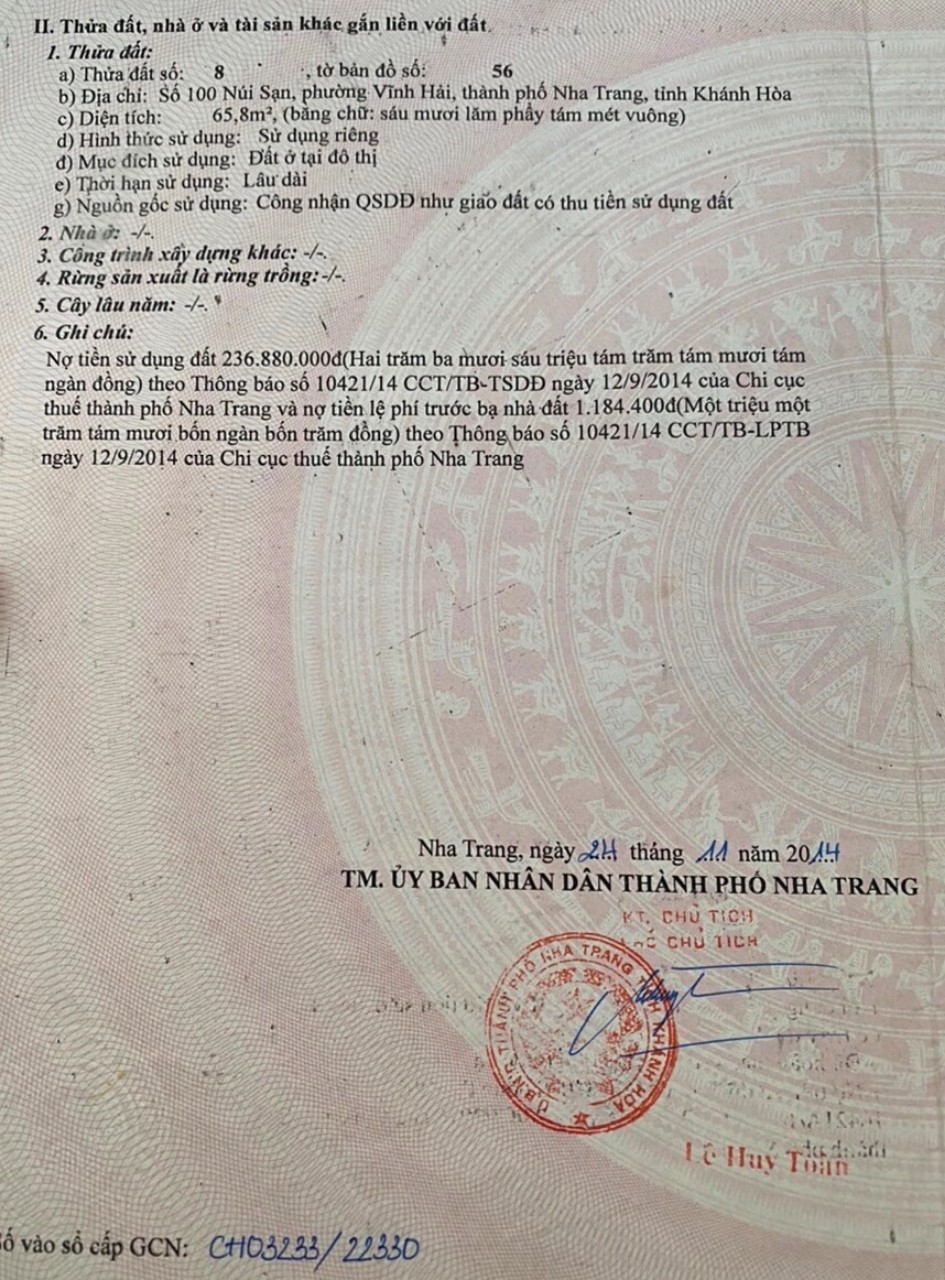 II. Thửa đất, nhà ở và tài sản khác gắn liền với đất
1. Thửa đất:
a) Thửa đất số: 8 , tờ bản đồ số: 56
b) Địa chỉ: Số 100 Núi Sạn, phường Vĩnh Hải, thành phố Nha Trang, tỉnh Khánh Hòa
c) Diện tích: 65,8m², (bằng chữ: sáu mươi lăm phẩy tám mét vuông)
d) Hình thức sử dụng: Sử dụng riêng
đ) Mục đích sử dụng: Đất ở tại đô thị
e) Thời hạn sử dụng: Lâu dài
g) Nguồn gốc sử dụng: Công nhận QSDĐ như giao đất có thu tiền sử dụng đất
2. Nhà ở: -/-.
3. Công trình xây dựng khác: -/-.
4. Rừng sản xuất là rừng trồng: -/-.
5. Cây lâu năm: -/-.
6. Ghi chú:
Nợ tiền sử dụng đất 236.880.000đ(Hai trăm ba mươi sáu triệu tám trăm tám mươi tám
ngàn đồng) theo Thông báo số 10421/14 CCT/TB-TSDĐ ngày 12/9/2014 của Chi cục
thuế thành phố Nha Trang và nợ tiền lệ phí trước bạ nhà đất 1.184.400đ(Một triệu một
trăm tám mươi bốn ngàn bốn trăm đồng) theo Thông báo số 10421/14 CCT/TB-LPTB
ngày 12/9/2014 của Chi cục thuế thành phố Nha Trang
Nha Trang, ngày 24 tháng 11 năm 2014
TM. ỦY BAN NHÂN DÂN THÀNH PHỐ NHA TRANG
KT. CHỦ TỊCH
CHỦ TỊCH
U.B.N.D THÀNH PHỐ NHA TRANG TỈNH KHÁNH HÒA
Lê Huy Toàn
Số vào sổ cấp GCN: CH03233/22330